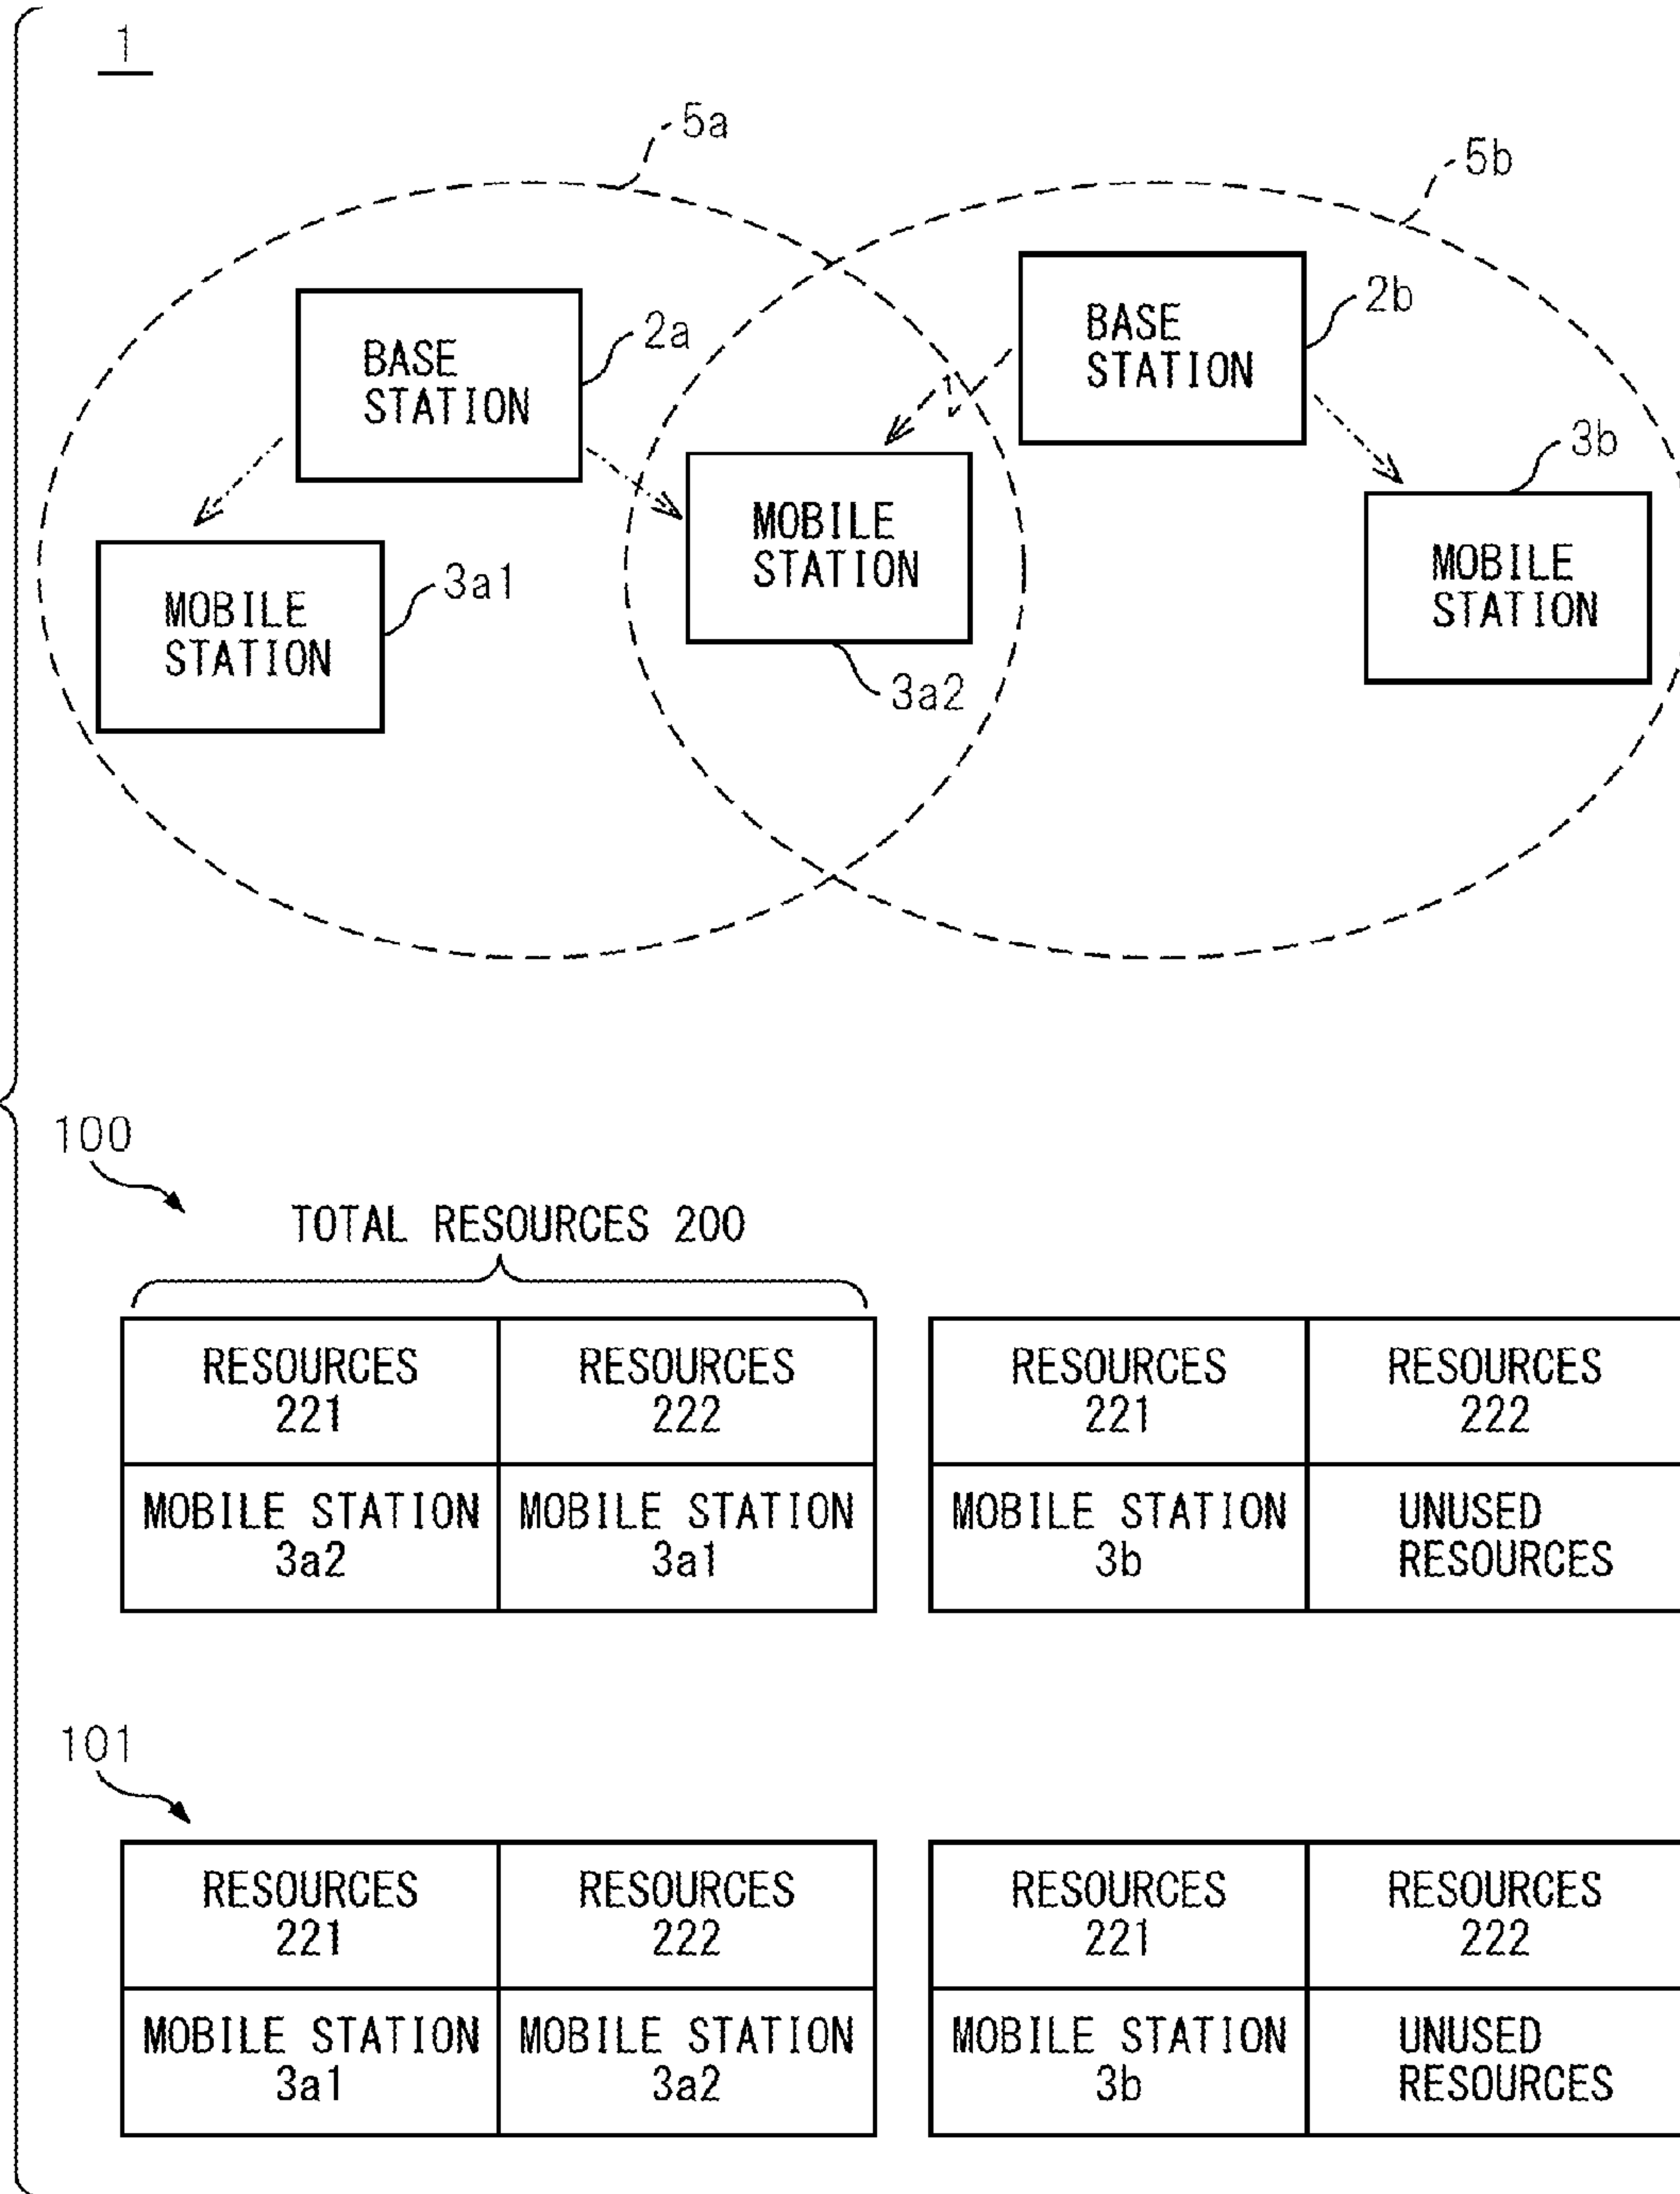 1
5a
5b
BASE
STATION
2a
BASE
STATION
2b
MOBILE
STATION
3a1
MOBILE
STATION
3a2
MOBILE
STATION
3b
100
TOTAL RESOURCES 200
RESOURCES
221
RESOURCES
222
RESOURCES
221
RESOURCES
222
MOBILE STATION
3a2
MOBILE STATION
3a1
MOBILE STATION
3b
UNUSED
RESOURCES
101
RESOURCES
221
RESOURCES
222
RESOURCES
221
RESOURCES
222
MOBILE STATION
3a1
MOBILE STATION
3a2
MOBILE STATION
3b
UNUSED
RESOURCES